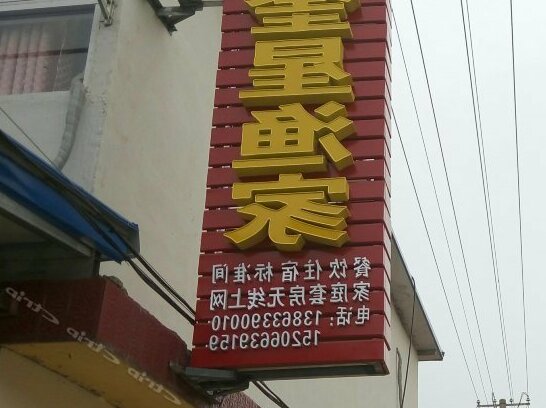 星渔家
餐饮 住宿 标准间
家庭套房无线上网
电话:13863390010
15206639159
Ctrip Ctrip Ctrip Ctrip